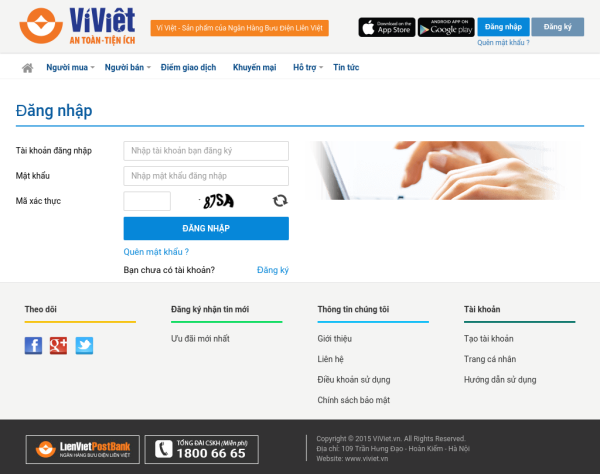 VíViệt
AN TOÀN-TIỆN ÍCH
Ví Việt - Sản phẩm của Ngân Hàng Bưu Điện Liên Việt
Download on the
App Store
ANDROID APP ON
Google play
Đăng nhập
Đăng ký
Quên mật khẩu ?
Người mua
Người bán
Điểm giao dịch
Khuyến mại
Hỗ trợ
Tin tức
Đăng nhập
Tài khoản đăng nhập
Nhập tài khoản bạn đăng ký
Mật khẩu
Nhập mật khẩu đăng nhập
Mã xác thực
87SA
ĐĂNG NHẬP
Quên mật khẩu ?
Bạn chưa có tài khoản?
Đăng ký
Theo dõi
Đăng ký nhận tin mới
Thông tin chúng tôi
Tài khoản
Ưu đãi mới nhất
Giới thiệu
Tạo tài khoản
Liên hệ
Trang cá nhân
Điều khoản sử dụng
Hướng dẫn sử dụng
Chính sách bảo mật
LienVietPostBank
NGÂN HÀNG BƯU ĐIỆN LIÊN VIỆT
TỔNG ĐÀI CSKH (Miễn phí)
1800 66 65
Copyright © 2015 ViViet.vn. All Rights Reserved.
Địa chỉ: 109 Trần Hưng Đạo - Hoàn Kiếm - Hà Nội
Website: www.viviet.vn